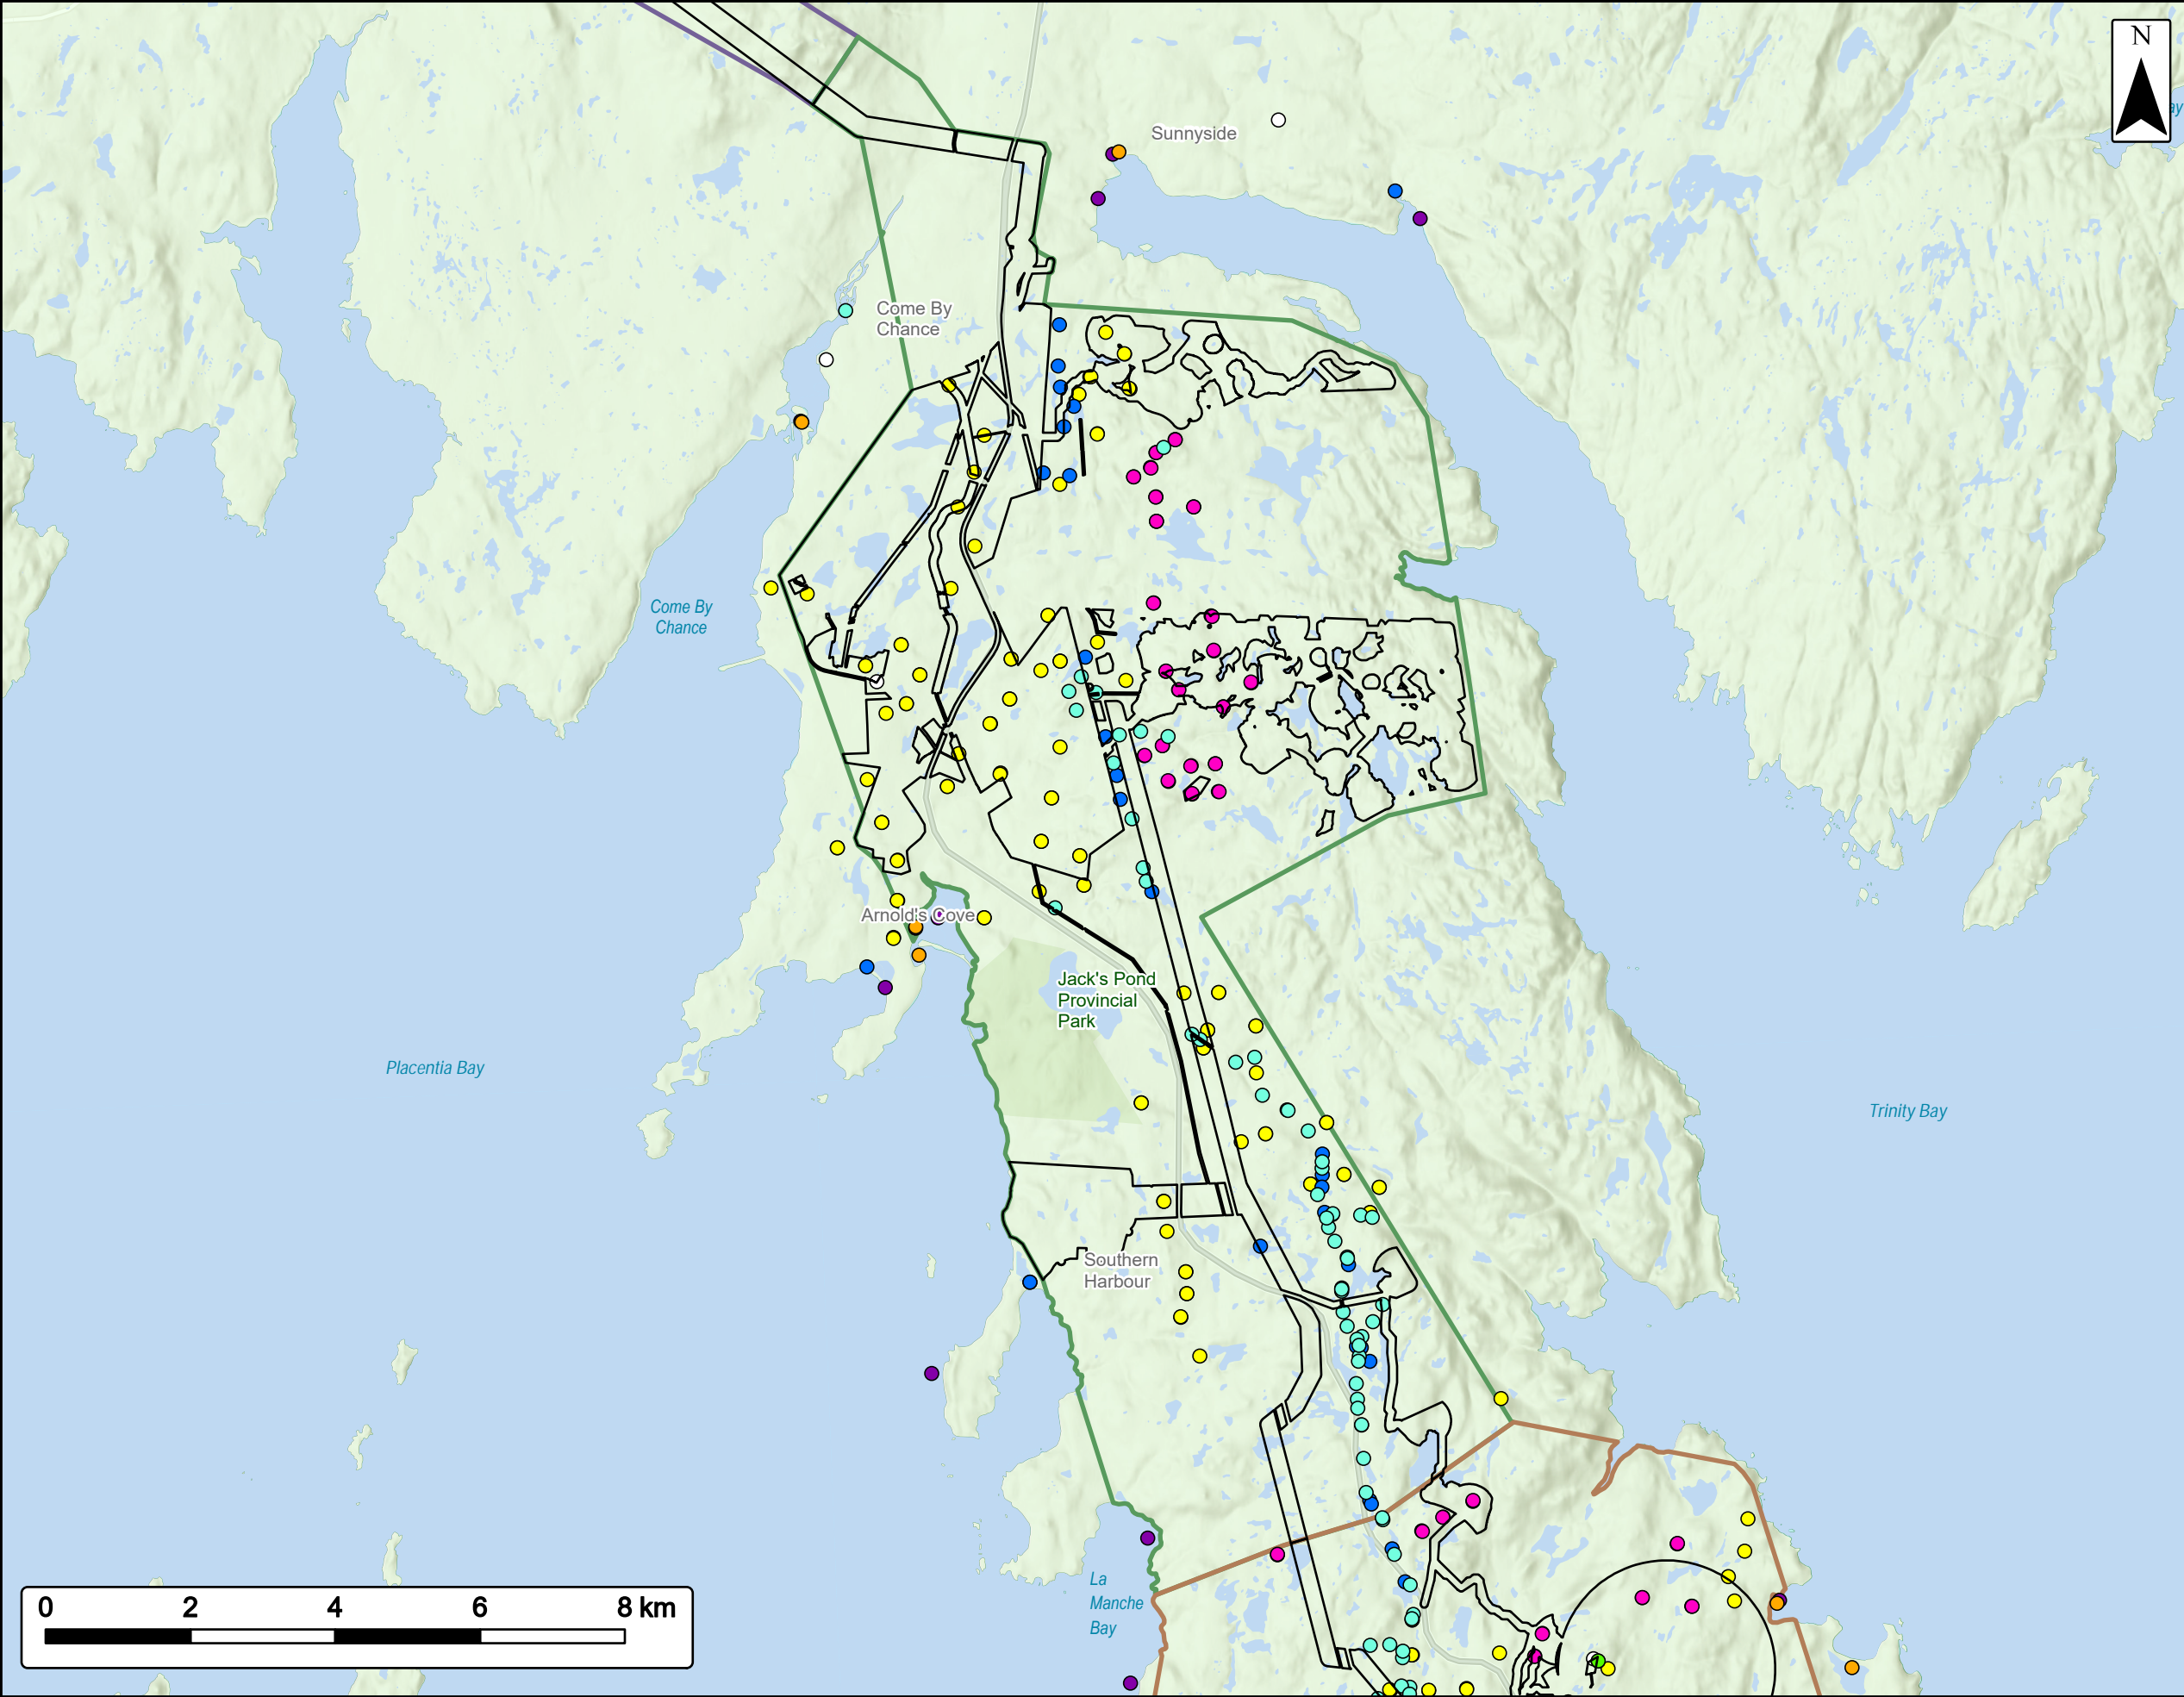 N
Sunnyside
ay
Come By
Chance
Come By
Chance
Arnold's Cove
Jack's Pond
Provincial
Park
Placentia Bay
Trinity Bay
Southern
Harbour
La
Manche
Bay
0 2 4 6 8 km